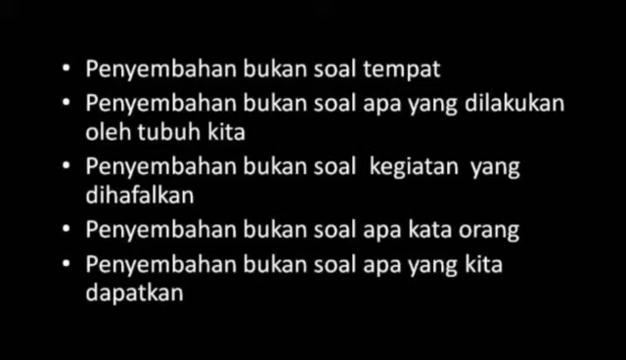 • Penyembahan bukan soal tempat
• Penyembahan bukan soal apa yang dilakukan
oleh tubuh kita
• Penyembahan bukan soal kegiatan yang
dihafalkan
• Penyembahan bukan soal apa kata orang
• Penyembahan bukan soal apa yang kita
dapatkan